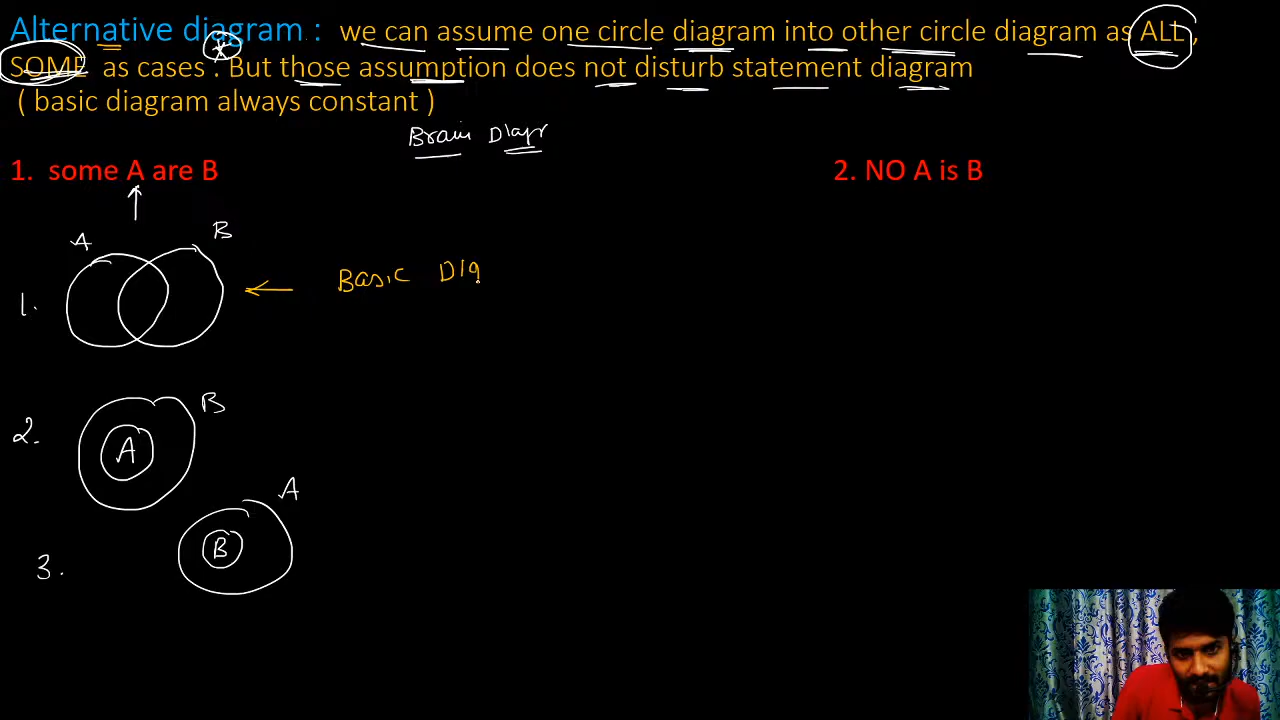 Alternative diagram : we can assume one circle diagram into other circle diagram as ALL ,
SOME as cases . But those assumption does not disturb statement diagram
( basic diagram always constant )
Brain Diagr
1. some A are B
2. NO A is B
A B
1. Basic DIg
2. A B
A
3. B